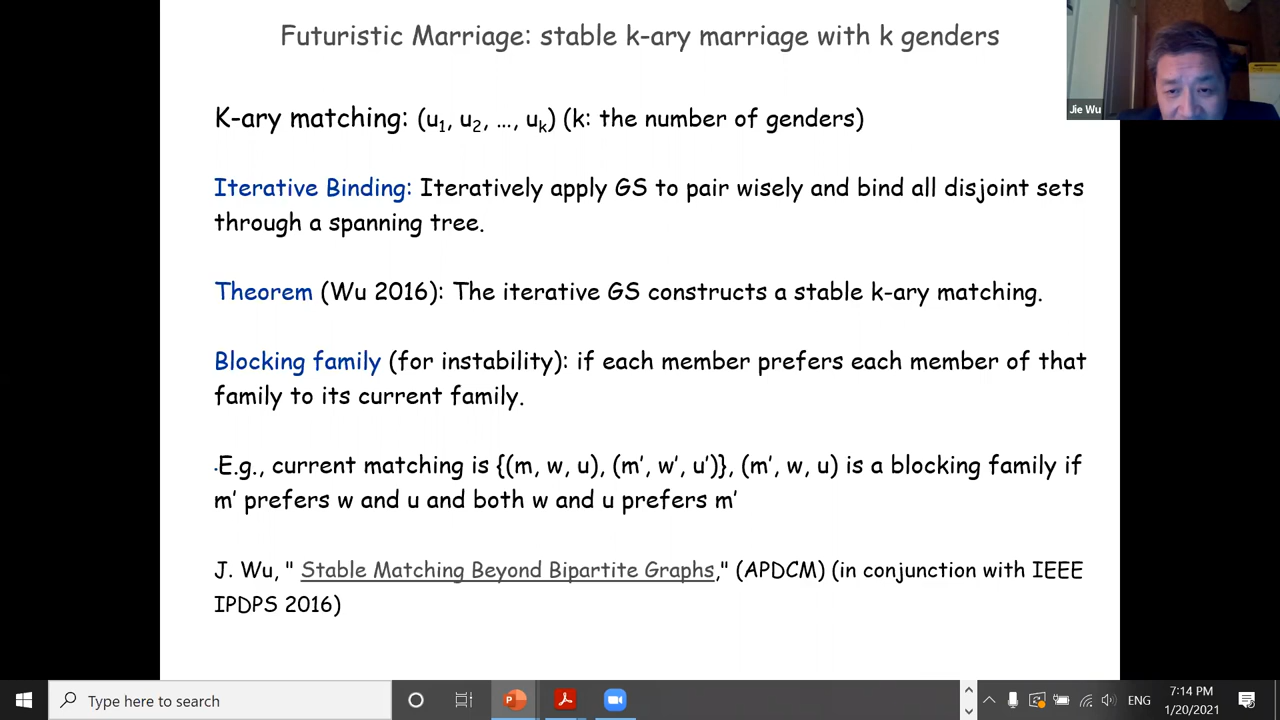 Futuristic Marriage: stable k-ary marriage with k genders
Jie Wu
K-ary matching: (u1, u2, …, uk) (k: the number of genders)
Iterative Binding: Iteratively apply GS to pair wisely and bind all disjoint sets
through a spanning tree.
Theorem (Wu 2016): The iterative GS constructs a stable k-ary matching.
Blocking family (for instability): if each member prefers each member of that
family to its current family.
.E.g., current matching is {(m, w, u), (m′, w′, u′)}, (m′, w, u) is a blocking family if
m′ prefers w and u and both w and u prefers m′
J. Wu, " Stable Matching Beyond Bipartite Graphs," (APDCM) (in conjunction with IEEE
IPDPS 2016)
Type here to search
ENG
7:14 PM
1/20/2021